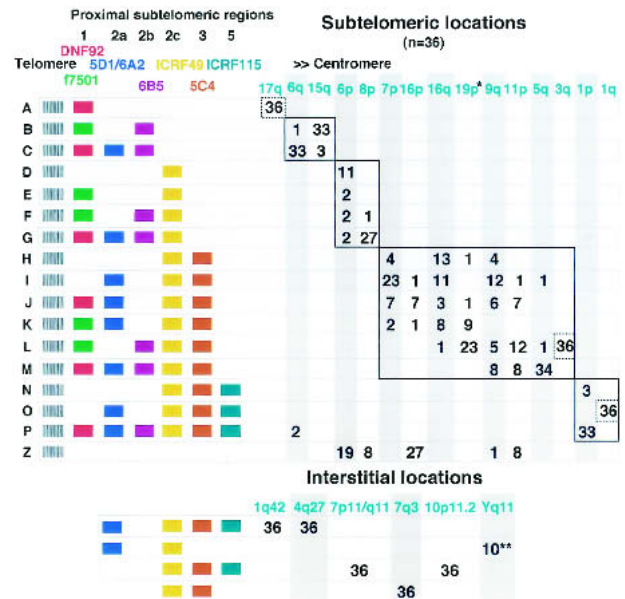 Proximal subtelomeric regions
Subtelomeric locations
1 2a 2b 2c 3 5
(n=36)
DNF92
Telomere 5D1/6A2 ICRF49 ICRF115 >> Centromere
f7501 6B5 5C4
17q 6q 15q 6p 8p 7p 16p 16q 19p* 9q 11p 5q 3q 1p 1q
A 36
B 1 33
C 33 3
D 11
E 2
F 2 1
G 2 27
H 4 13 1 4
I 23 1 11 12 1 1
J 7 7 3 1 6 7
K 2 1 8 9
L 1 23 5 12 1 36
M 8 8 34
N 3
O 36
P 2 33
Z 19 8 27 1 8
Interstitial locations
1q42 4q27 7p11/q11 7q3 10p11.2 Yq11
36 36
10**
36 36
36